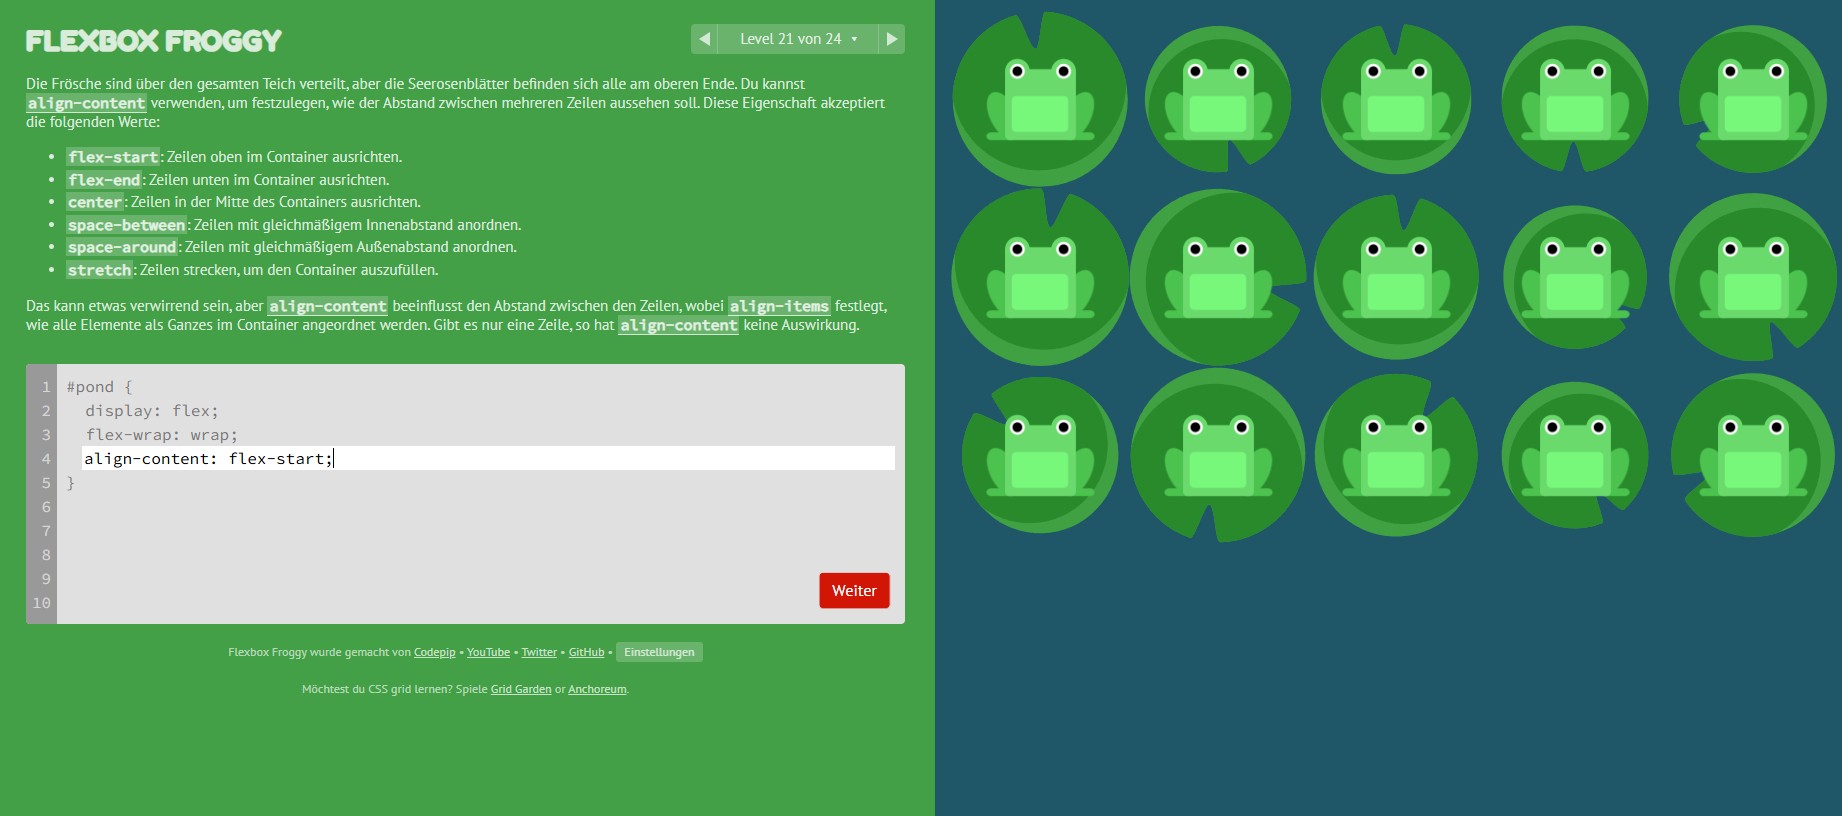 FLEXBOX FROGGY
Level 21 von 24
Die Frösche sind über den gesamten Teich verteilt, aber die Seerosenblätter befinden sich alle am oberen Ende. Du kannst
align-content verwenden, um festzulegen, wie der Abstand zwischen mehreren Zeilen aussehen soll. Diese Eigenschaft akzeptiert
die folgenden Werte:
• flex-start: Zeilen oben im Container ausrichten.
• flex-end: Zeilen unten im Container ausrichten.
• center: Zeilen in der Mitte des Containers ausrichten.
• space-between: Zeilen mit gleichmäßigem Innenabstand anordnen.
• space-around: Zeilen mit gleichmäßigem Außenabstand anordnen.
• stretch: Zeilen strecken, um den Container auszufüllen.
Das kann etwas verwirrend sein, aber align-content beeinflusst den Abstand zwischen den Zeilen, wobei align-items festlegt,
wie alle Elemente als Ganzes im Container angeordnet werden. Gibt es nur eine Zeile, so hat align-content keine Auswirkung.
1 #pond {
2 display: flex;
3 flex-wrap: wrap;
4 align-content: flex-start;
5 }
6
7
8
9
10
Weiter
Flexbox Froggy wurde gemacht von Codepip • YouTube • Twitter • GitHub • Einstellungen
Möchtest du CSS grid lernen? Spiele Grid Garden or Anchoreum.